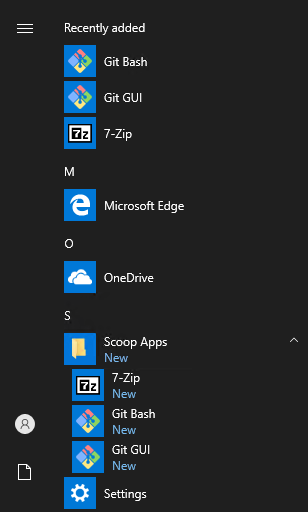 Recently added
Git Bash
Git GUI
7-Zip
M
Microsoft Edge
O
OneDrive
S
Scoop Apps
New
7-Zip
New
Git Bash
New
Git GUI
New
Settings